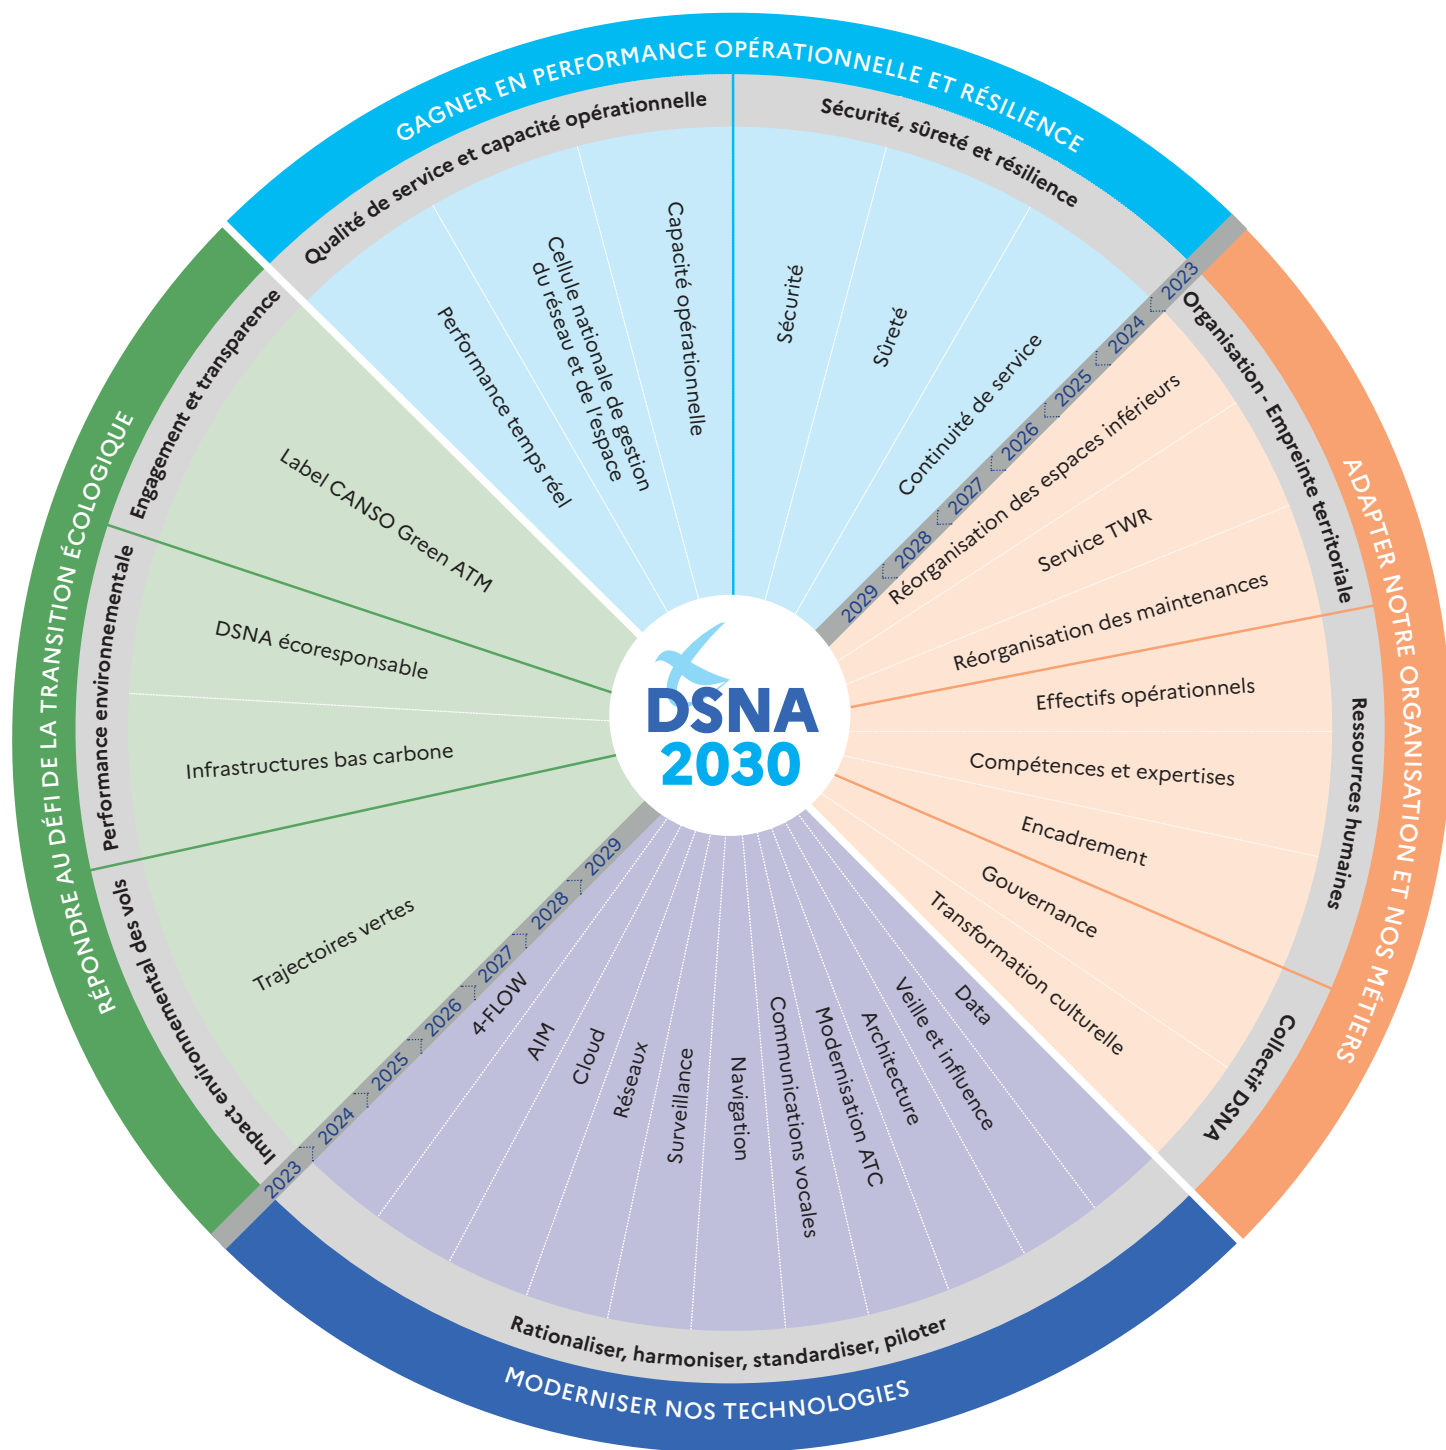 GAGNER EN PERFORMANCE OPÉRATIONNELLE ET RÉSILIENCE
Qualité de service et capacité opérationnelle
Performance temps réel
Cellule nationale de gestion
du réseau et de l'espace
Capacité opérationnelle
Sécurité, sûreté et résilience
Sécurité
Sûreté
Continuité de service
2023
2024
2025
2026
2027
2028
2029
ADAPTER NOTRE ORGANISATION ET NOS MÉTIERS
Organisation - Empreinte territoriale
Réorganisation des espaces inférieurs
Service TWR
Réorganisation des maintenances
Ressources humaines
Effectifs opérationnels
Compétences et expertises
Encadrement
Collectif DSNA
Gouvernance
Transformation culturelle
MODERNISER NOS TECHNOLOGIES
Rationaliser, harmoniser, standardiser, piloter
4-FLOW
AIM
Cloud
Réseaux
Surveillance
Navigation
Communications vocales
Modernisation ATC
Architecture
Veille et influence
Data
2023
2024
2025
2026
2027
2028
2029
RÉPONDRE AU DÉFI DE LA TRANSITION ÉCOLOGIQUE
Impact environnemental des vols
Trajectoires vertes
Performance environnementale
Infrastructures bas carbone
DSNA écoresponsable
Engagement et transparence
Label CANSO Green ATM
DSNA
2030